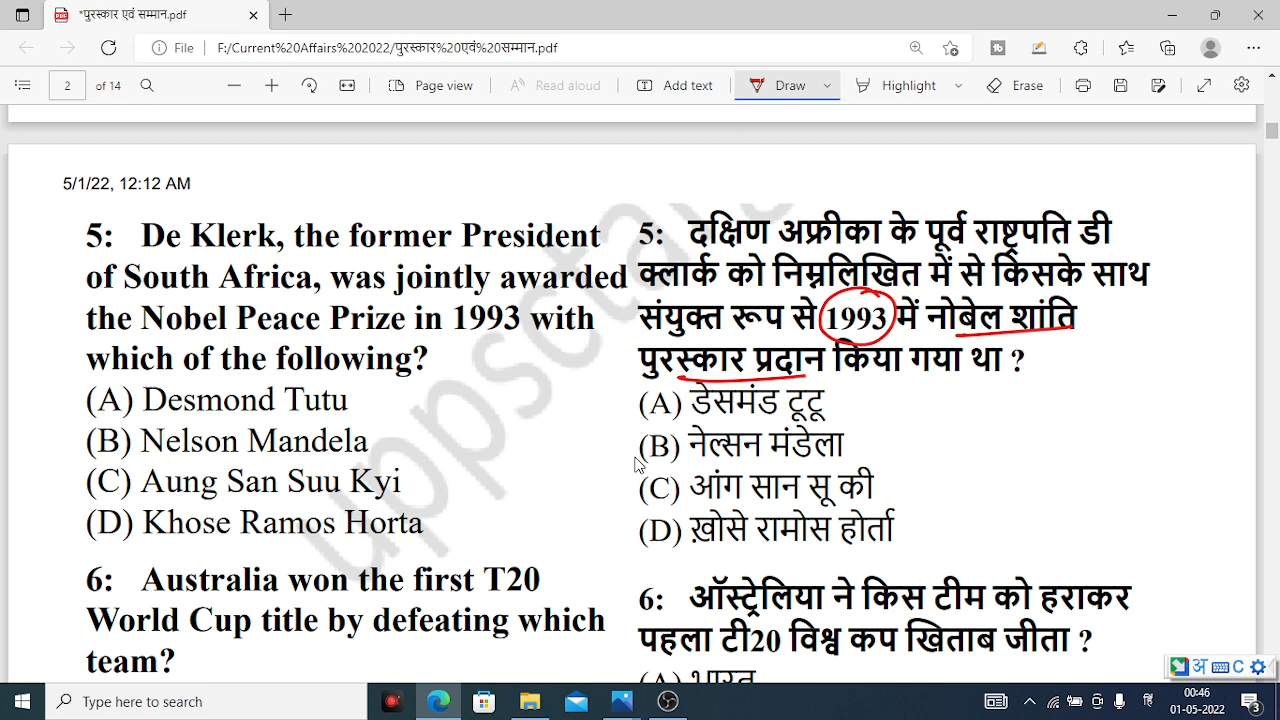 *पुरस्कार एवं सम्मान.pdf
File F:/Current%20Affairs%202022/पुरस्कार%20एवं%20सम्मान.pdf
2 of 14 Page view Read aloud Add text Draw Highlight Erase
5/1/22, 12:12 AM
5: De Klerk, the former President
of South Africa, was jointly awarded
the Nobel Peace Prize in 1993 with
which of the following?
(A) Desmond Tutu
(B) Nelson Mandela
(C) Aung San Suu Kyi
(D) Khose Ramos Horta
6: Australia won the first T20
World Cup title by defeating which
team?
5: दक्षिण अफ्रीका के पूर्व राष्ट्रपति डी
क्लार्क को निम्नलिखित में से किसके साथ
संयुक्त रूप से 1993 में नोबेल शांति
पुरस्कार प्रदान किया गया था ?
(A) डेसमंड टूटू
(B) नेल्सन मंडेला
(C) आंग सान सू की
(D) ख़ोसे रामोस होर्ता
6: ऑस्ट्रेलिया ने किस टीम को हराकर
पहला टी20 विश्व कप खिताब जीता ?
(A) भारत
अ C
Type here to search
00:46
01-05-2022
3